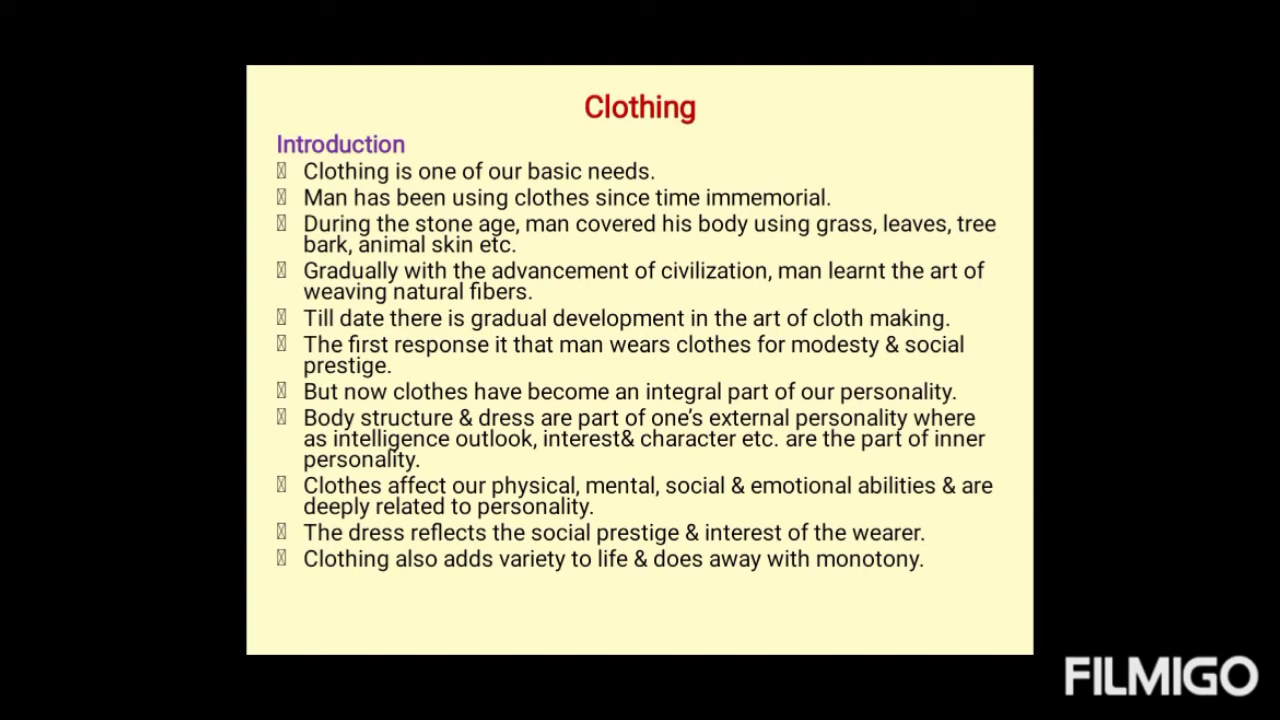 Clothing
Introduction
Clothing is one of our basic needs.
Man has been using clothes since time immemorial.
During the stone age, man covered his body using grass, leaves, tree
bark, animal skin etc.
Gradually with the advancement of civilization, man learnt the art of
weaving natural fibers.
Till date there is gradual development in the art of cloth making.
The first response it that man wears clothes for modesty & social
prestige.
But now clothes have become an integral part of our personality.
Body structure & dress are part of one’s external personality where
as intelligence outlook, interest& character etc. are the part of inner
personality.
Clothes affect our physical, mental, social & emotional abilities & are
deeply related to personality.
The dress reflects the social prestige & interest of the wearer.
Clothing also adds variety to life & does away with monotony.
FILMIGO